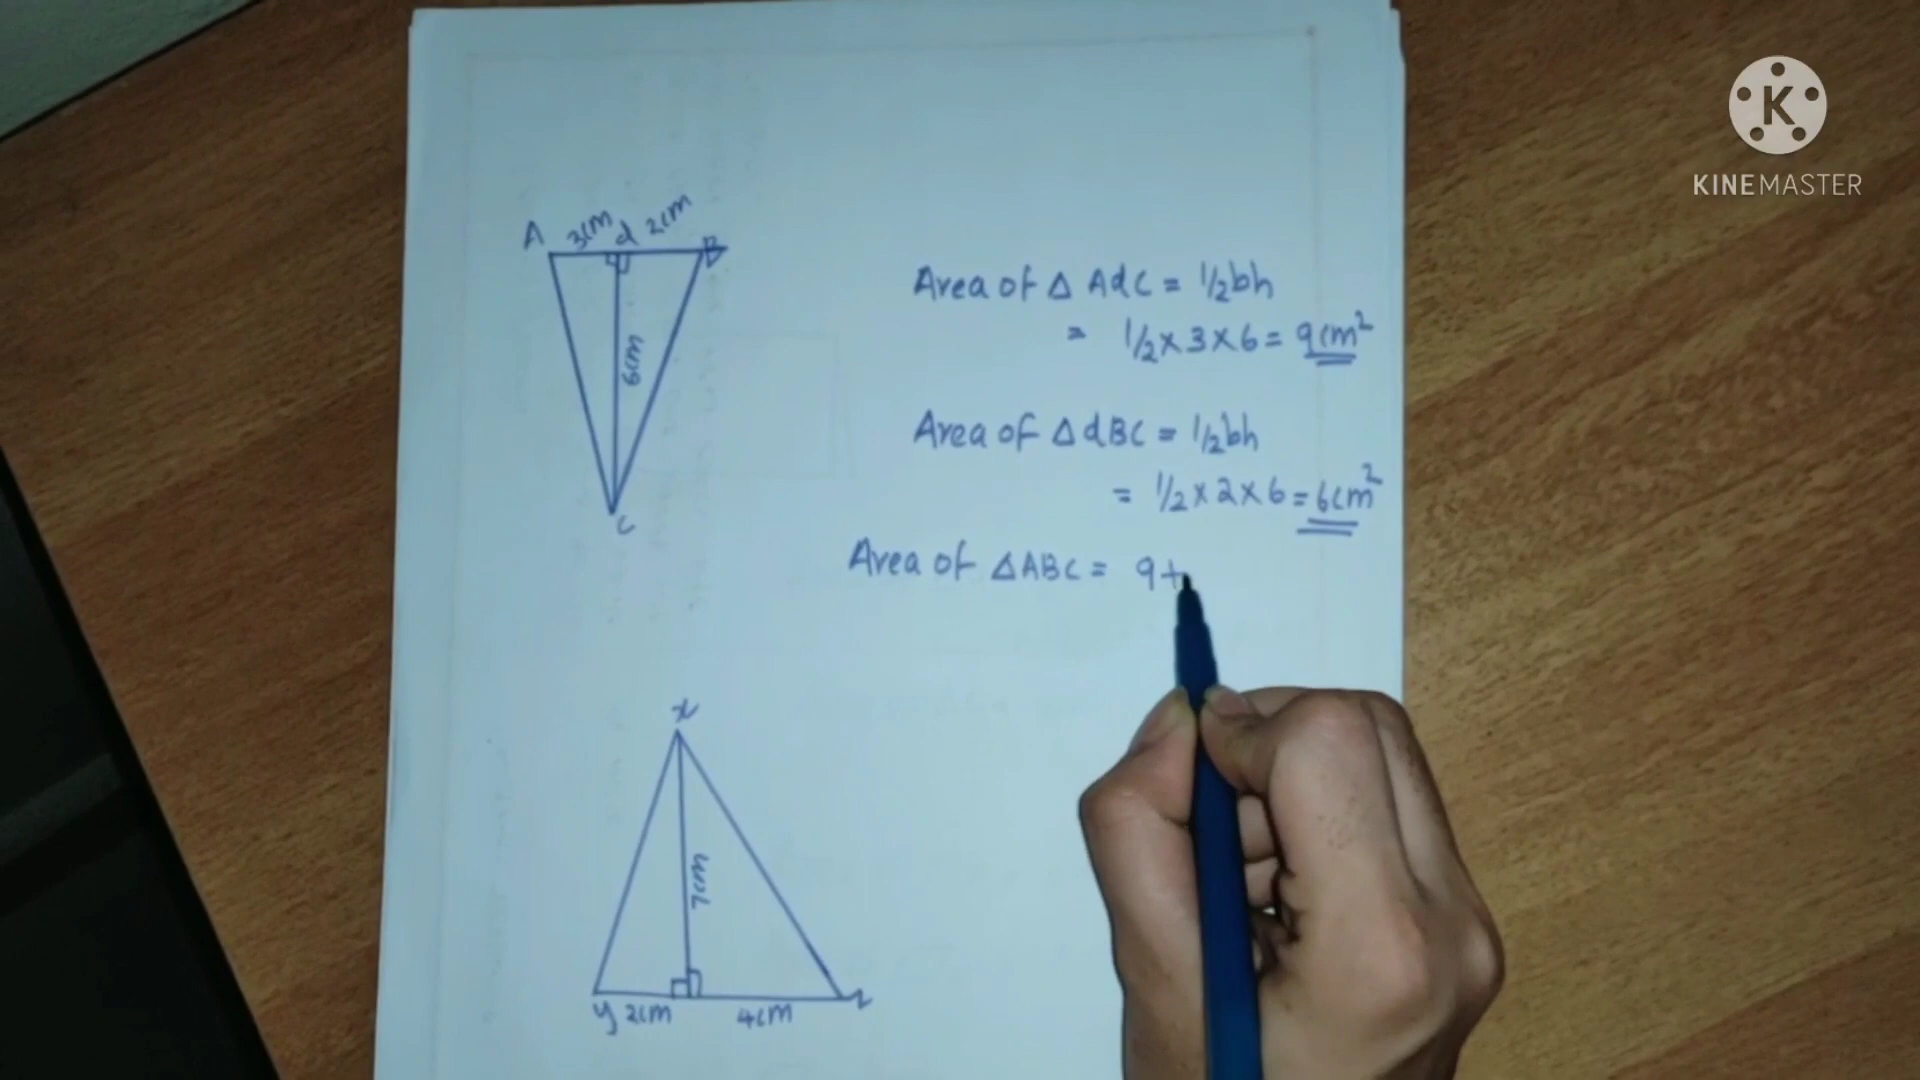 KINEMASTER
A 3cm d 2cm B
6cm
C
Area of Δ AdC = 1/2bh
= 1/2 × 3 × 6 = 9cm²
Area of Δ dBC = 1/2bh
= 1/2 × 2 × 6 = 6cm²
Area of Δ ABC = 9+
x
7cm
y 2cm 4cm z